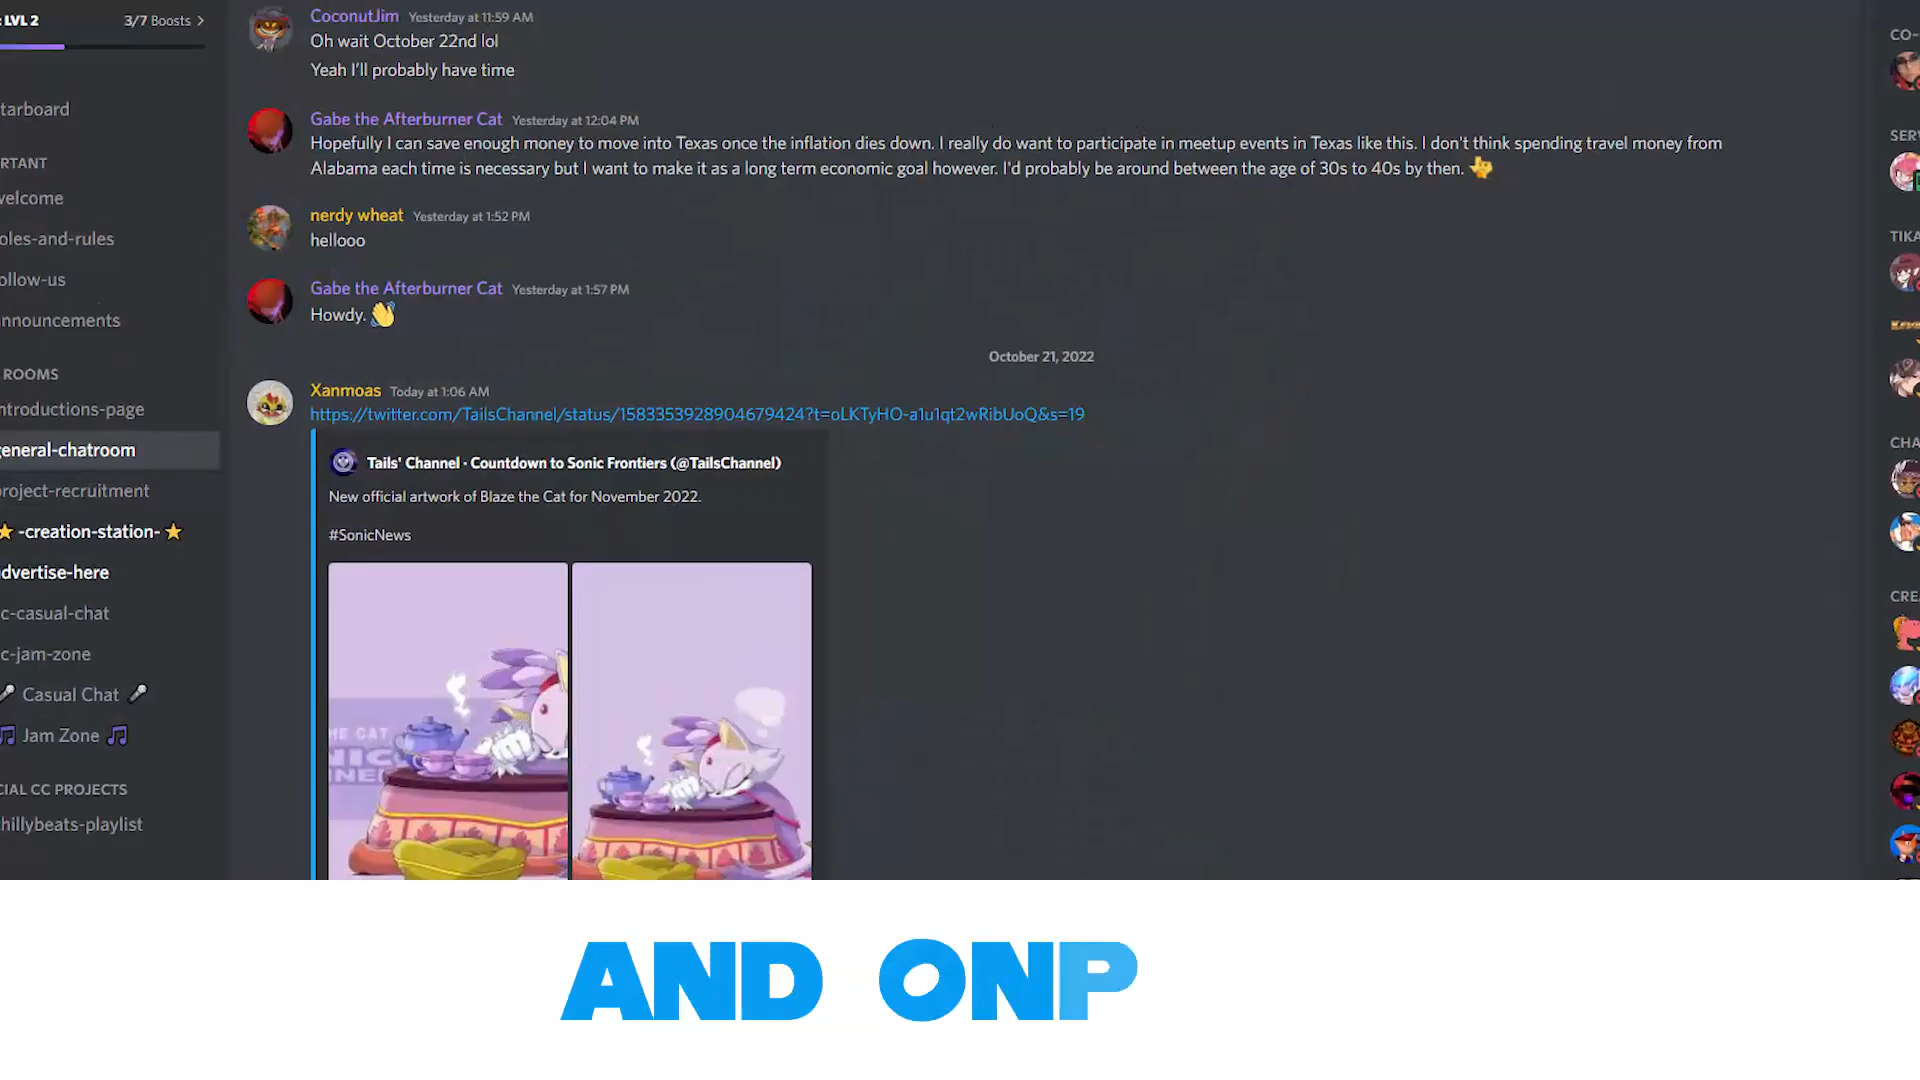 LVL 2
3/7 Boosts
tarboard
RTANT
welcome
oles-and-rules
ollow-us
nnouncements
ROOMS
ntroductions-page
general-chatroom
project-recruitment
-creation-station-
dvertise-here
c-casual-chat
c-jam-zone
Casual Chat
Jam Zone
CIAL CC PROJECTS
hillybeats-playlist
CoconutJim Yesterday at 11:59 AM
Oh wait October 22nd lol
Yeah I'll probably have time
Gabe the Afterburner Cat Yesterday at 12:04 PM
Hopefully I can save enough money to move into Texas once the inflation dies down. I really do want to participate in meetup events in Texas like this. I don't think spending travel money from
Alabama each time is necessary but I want to make it as a long term economic goal however. I'd probably be around between the age of 30s to 40s by then.
nerdy wheat Yesterday at 1:52 PM
hellooo
Gabe the Afterburner Cat Yesterday at 1:57 PM
Howdy.
October 21, 2022
Xanmoas Today at 1:06 AM
https://twitter.com/TailsChannel/status/1583353928904679424?t=oLKTyHO-a1u1qt2wRibUoQ&s=19
Tails' Channel · Countdown to Sonic Frontiers (@TailsChannel)
New official artwork of Blaze the Cat for November 2022.
#SonicNews
HE CAT
NIC
NNEL
CO-
SER
TIKA
CHA
CRE
AND ONP